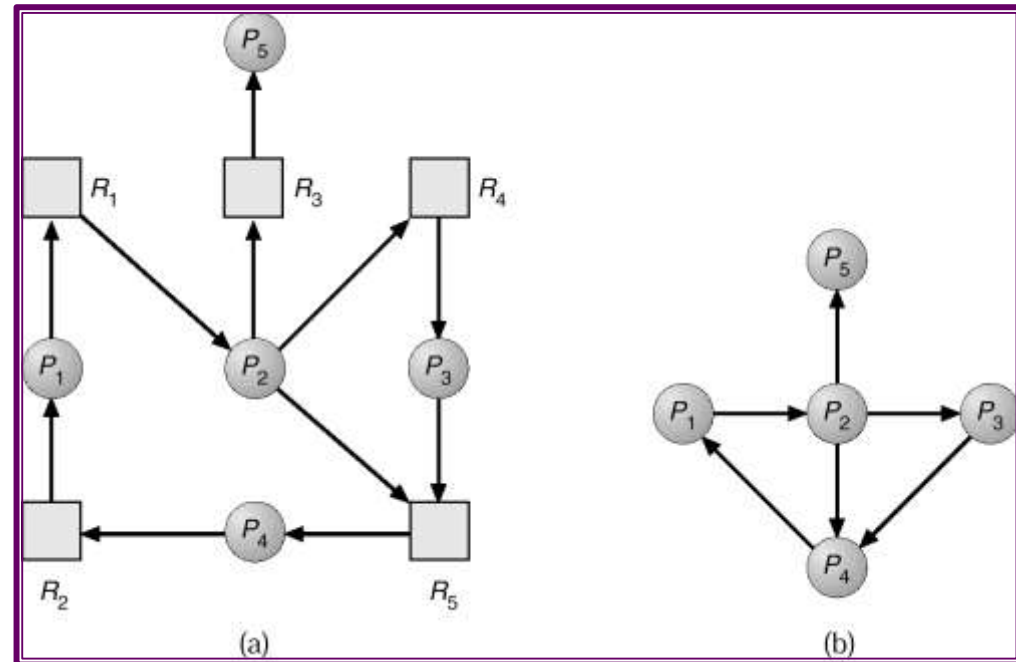 P₅
R₁
R₃
R₄
P₁
P₂
P₃
P₄
R₂
R₅
(a)
P₅
P₁
P₂
P₃
P₄
(b)